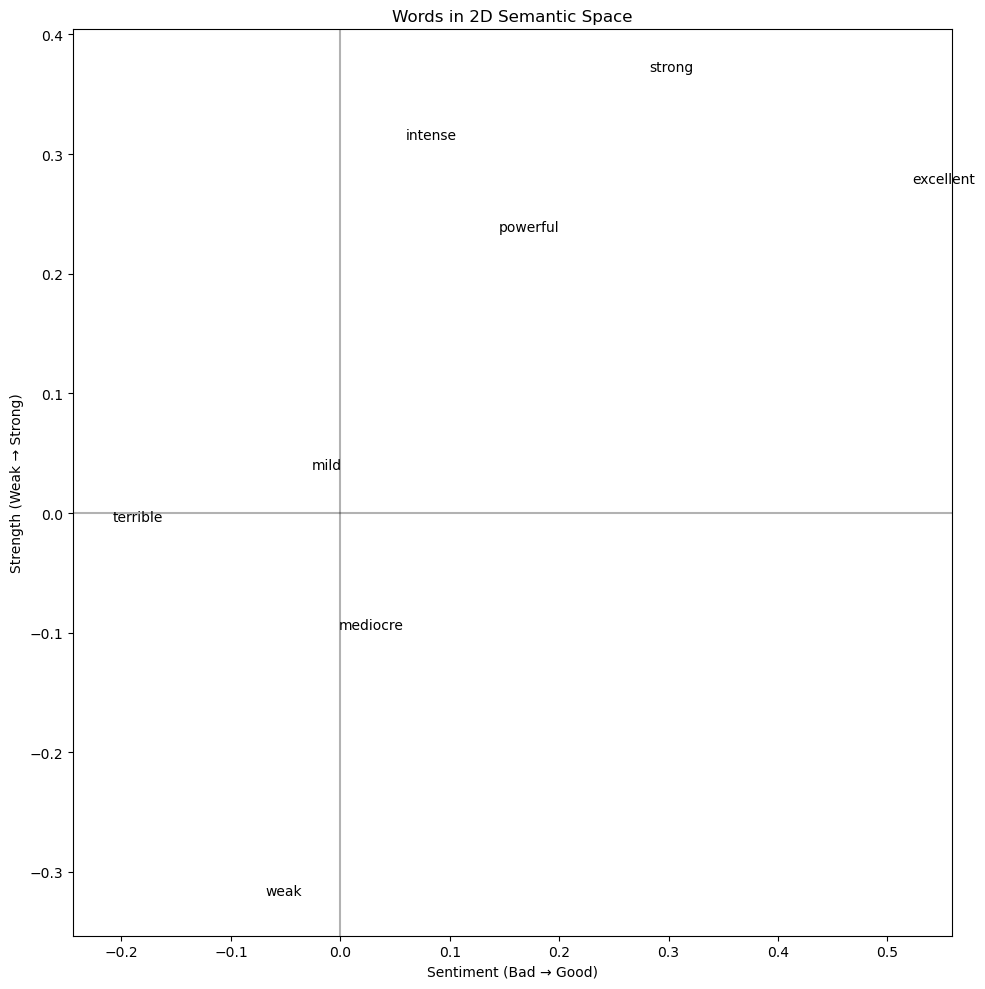 Words in 2D Semantic Space
0.4
strong
intense
0.3
excellent
powerful
0.2
0.1
mild
0.0
terrible
mediocre
−0.1
−0.2
−0.3
weak
Strength (Weak → Strong)
−0.2 −0.1 0.0 0.1 0.2 0.3 0.4 0.5
Sentiment (Bad → Good)